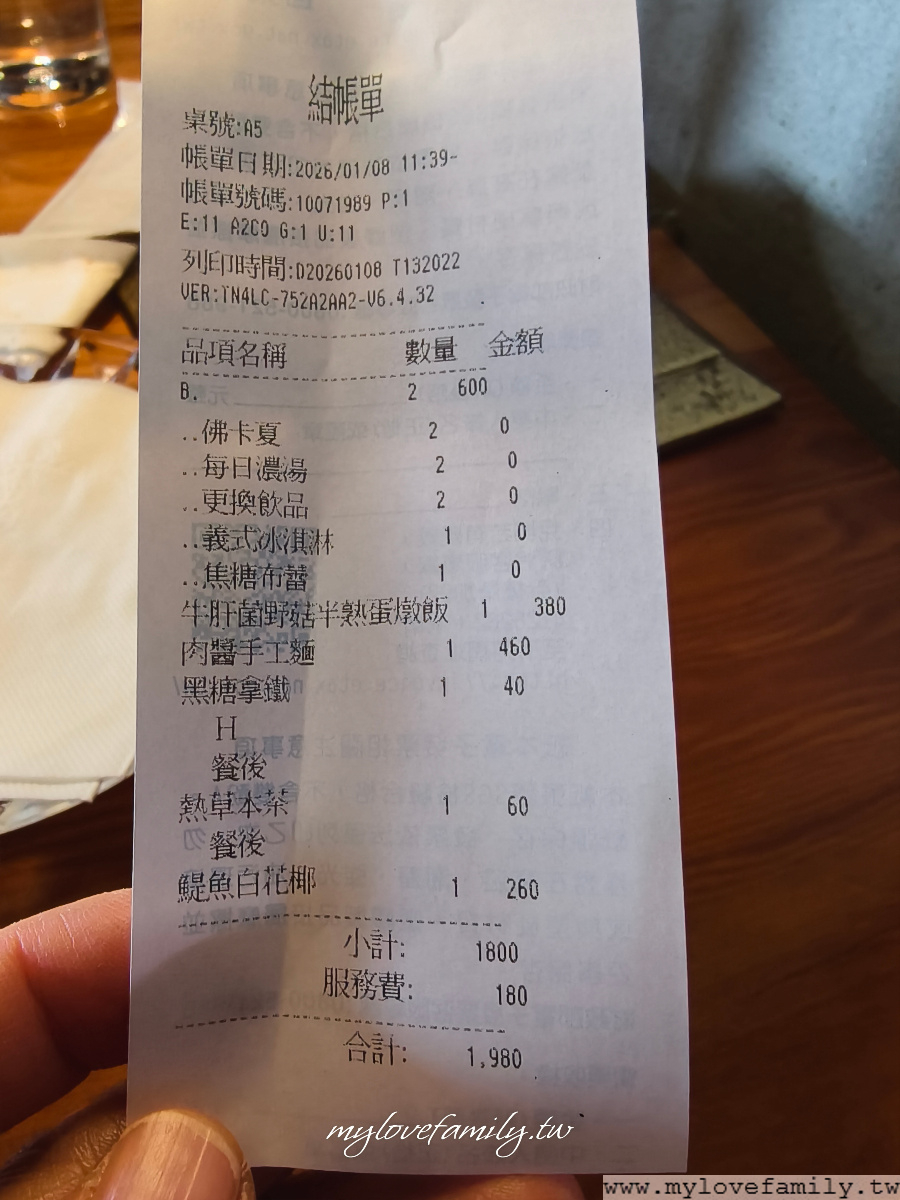 結帳單
桌號:A5
帳單日期:2026/01/08 11:39~
帳單號碼:10071989 P:1
E:11 A2C0 G:1 U:11
列印時間:D20260108 T132022
VER:TN4LC-752A2AA2-V6.4.32
品項名稱 數量 金額
B. 2 600
..佛卡夏 2 0
..每日濃湯 2 0
..更換飲品 2 0
..義式冰淇淋 1 0
..焦糖布蕾 1 0
牛肝菌野菇半熟蛋燉飯 1 380
肉醬手工麵 1 460
黑糖拿鐵 1 40
H
餐後
熱草本茶 1 60
餐後
鯷魚白花椰 1 260
小計: 1800
服務費: 180
合計: 1,980
mylovefamily.tw
www.mylovefamily.tw